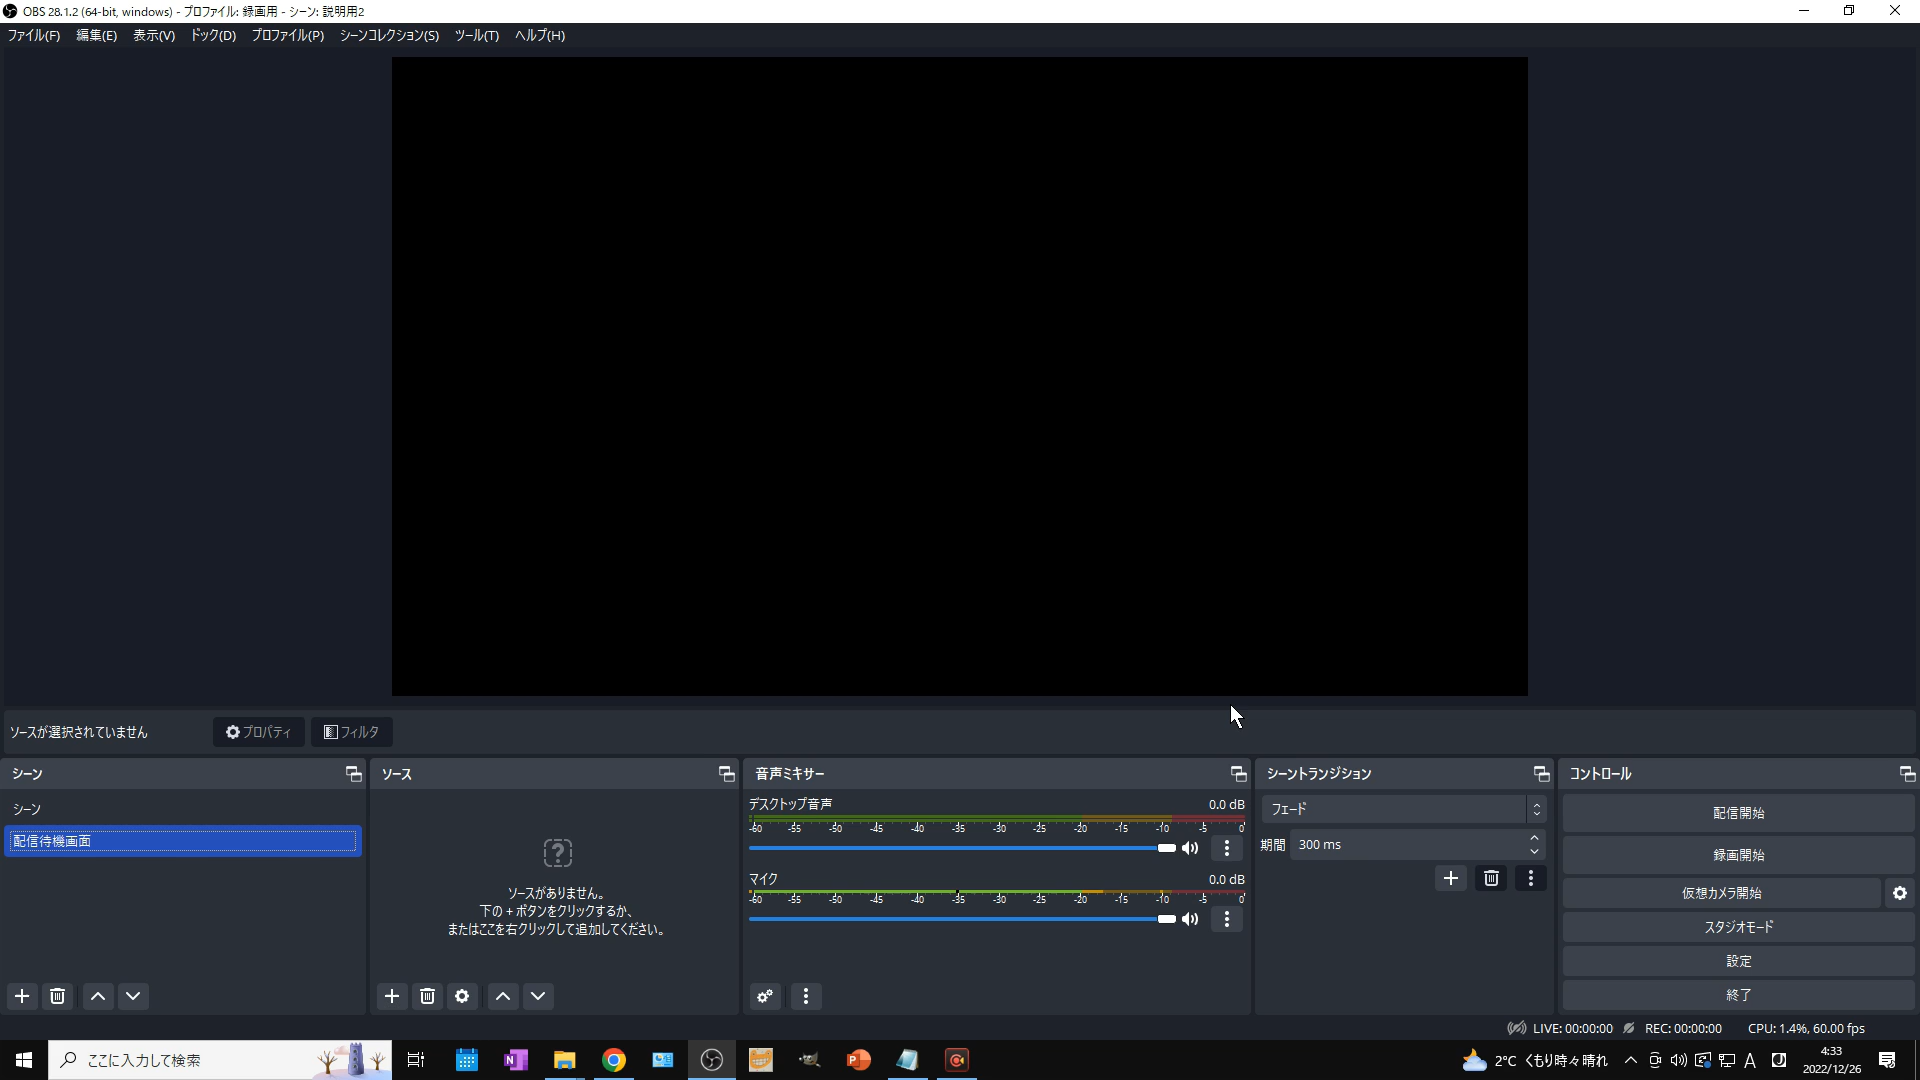 OBS 28.1.2 (64-bit, windows) - プロファイル: 録画用 - シーン: 説明用2
ファイル(F) 編集(E) 表示(V) ドック(D) プロファイル(P) シーンコレクション(S) ツール(T) ヘルプ(H)
ソースが選択されていません プロパティ フィルタ
シーン
シーン
配信待機画面
ソース
ソースがありません。
下の + ボタンをクリックするか、
またはここを右クリックして追加してください。
音声ミキサー
デスクトップ音声 0.0 dB
-60 -55 -50 -45 -40 -35 -30 -25 -20 -15 -10 -5 0
マイク 0.0 dB
-60 -55 -50 -45 -40 -35 -30 -25 -20 -15 -10 -5 0
シーントランジション
フェード
期間 300 ms
コントロール
配信開始
録画開始
仮想カメラ開始
スタジオモード
設定
終了
LIVE: 00:00:00 REC: 00:00:00 CPU: 1.4%, 60.00 fps
ここに入力して検索
2°C くもり時々晴れ
A
4:33
2022/12/26